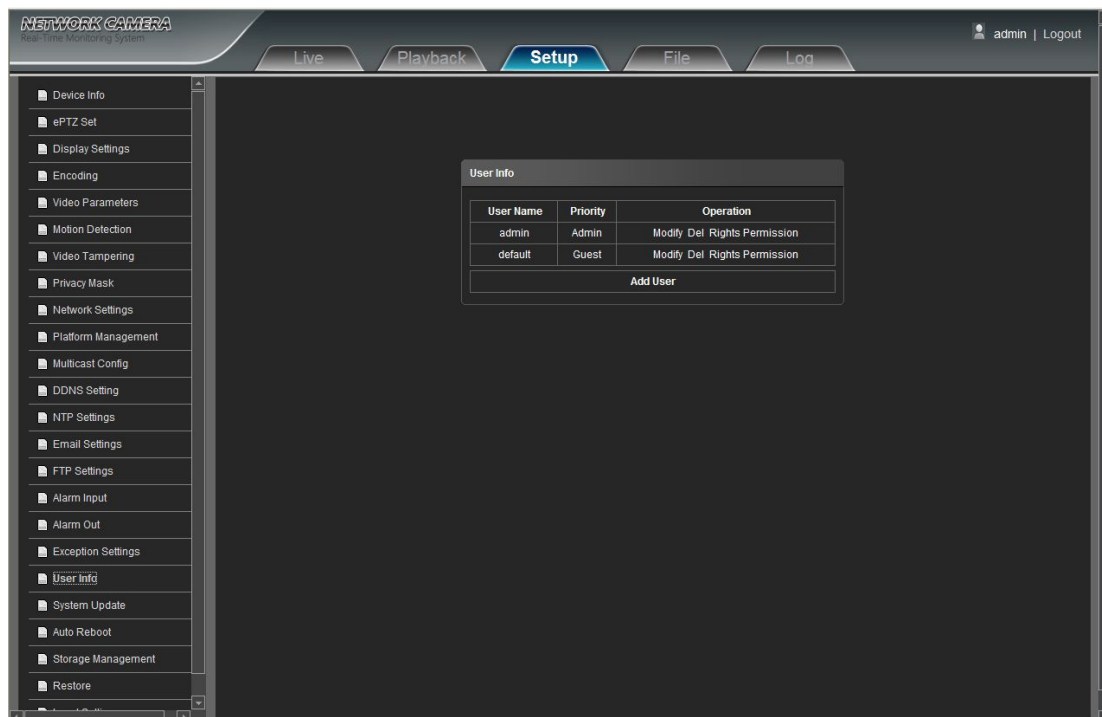 NETWORK CAMERA
Real-Time Monitoring System
admin | Logout
Live Playback Setup File Log
Device Info
ePTZ Set
Display Settings
Encoding
Video Parameters
Motion Detection
Video Tampering
Privacy Mask
Network Settings
Platform Management
Multicast Config
DDNS Setting
NTP Settings
Email Settings
FTP Settings
Alarm Input
Alarm Out
Exception Settings
User Info
System Update
Auto Reboot
Storage Management
Restore
User Info
User Name Priority Operation
admin Admin Modify Del Rights Permission
default Guest Modify Del Rights Permission
Add User